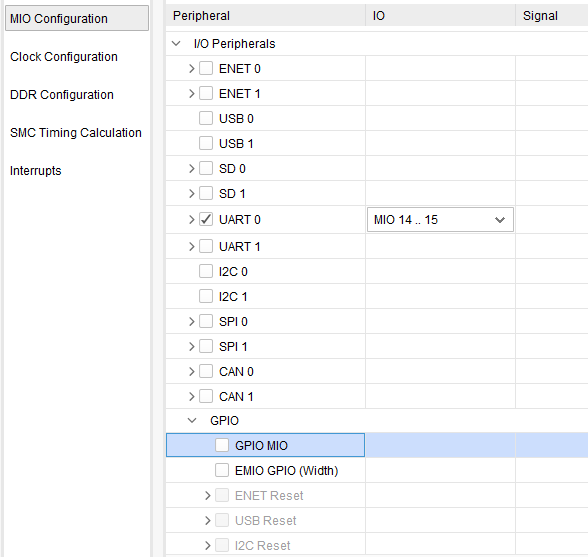 MIO Configuration
Clock Configuration
DDR Configuration
SMC Timing Calculation
Interrupts
Peripheral IO Signal
I/O Peripherals
ENET 0
ENET 1
USB 0
USB 1
SD 0
SD 1
UART 0 MIO 14 .. 15
UART 1
I2C 0
I2C 1
SPI 0
SPI 1
CAN 0
CAN 1
GPIO
GPIO MIO
EMIO GPIO (Width)
ENET Reset
USB Reset
I2C Reset